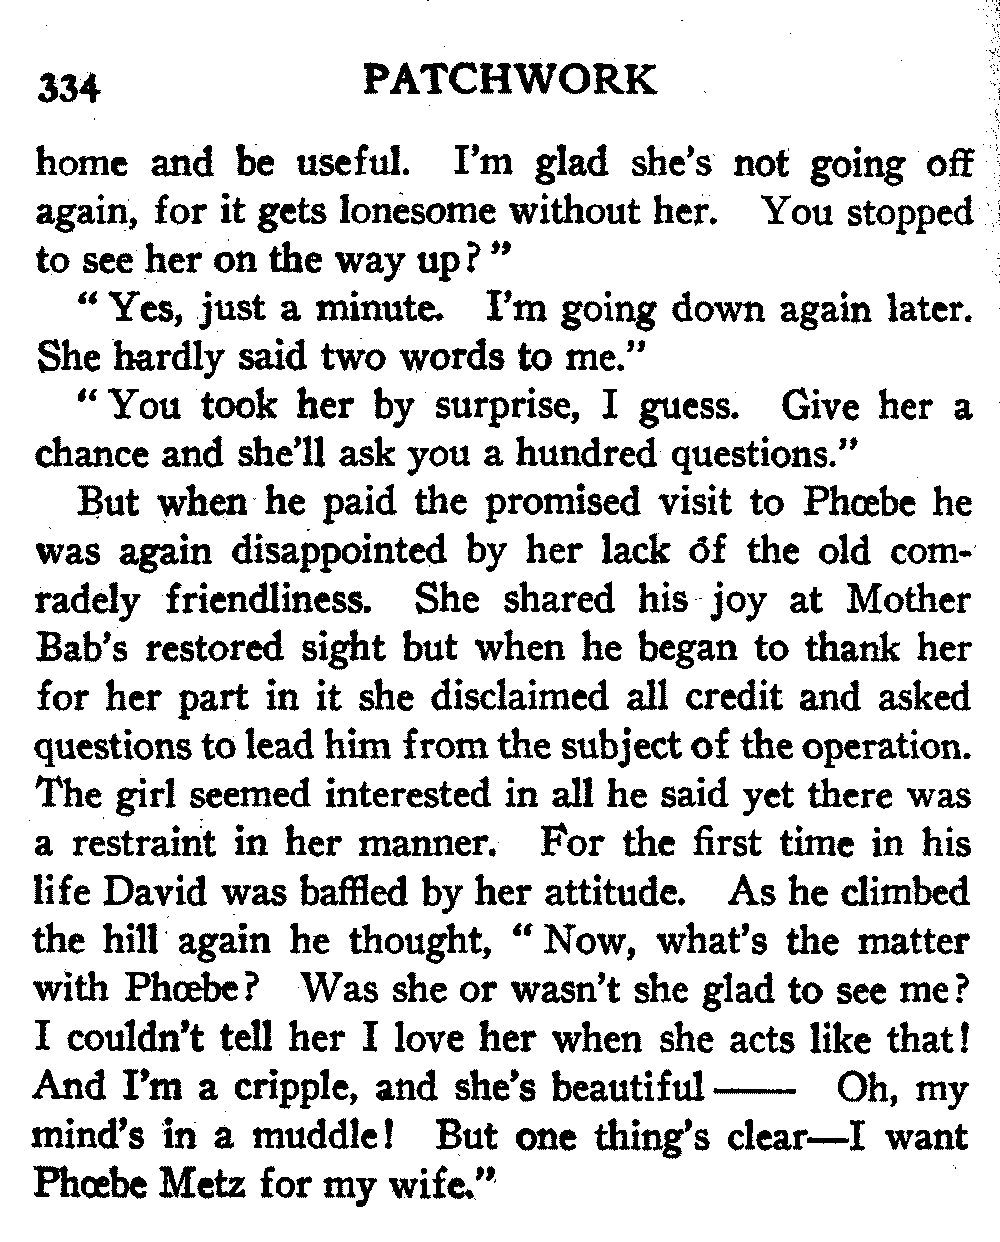 334 PATCHWORK
home and be useful. I'm glad she's not going off
again, for it gets lonesome without her. You stopped
to see her on the way up?"
"Yes, just a minute. I'm going down again later.
She hardly said two words to me."
"You took her by surprise, I guess. Give her a
chance and she'll ask you a hundred questions."
But when he paid the promised visit to Phœbe he
was again disappointed by her lack of the old com-
radely friendliness. She shared his joy at Mother
Bab's restored sight but when he began to thank her
for her part in it she disclaimed all credit and asked
questions to lead him from the subject of the operation.
The girl seemed interested in all he said yet there was
a restraint in her manner. For the first time in his
life David was baffled by her attitude. As he climbed
the hill again he thought, "Now, what's the matter
with Phœbe? Was she or wasn't she glad to see me?
I couldn't tell her I love her when she acts like that!
And I'm a cripple, and she's beautiful—— Oh, my
mind's in a muddle! But one thing's clear—I want
Phœbe Metz for my wife."